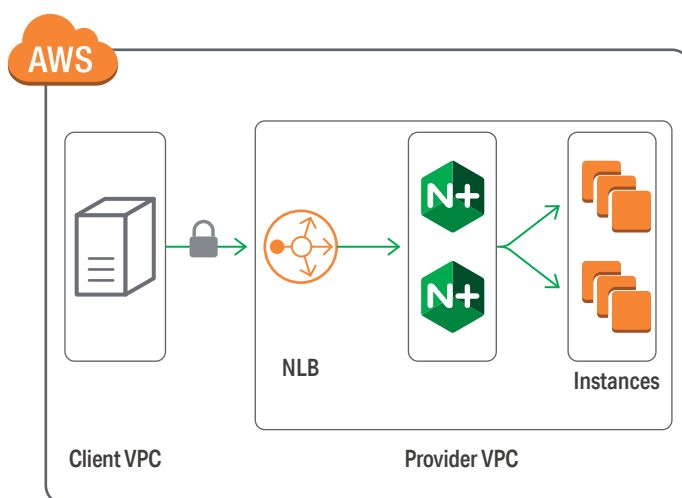 AWS
N+
N+
NLB
Instances
Client VPC
Provider VPC